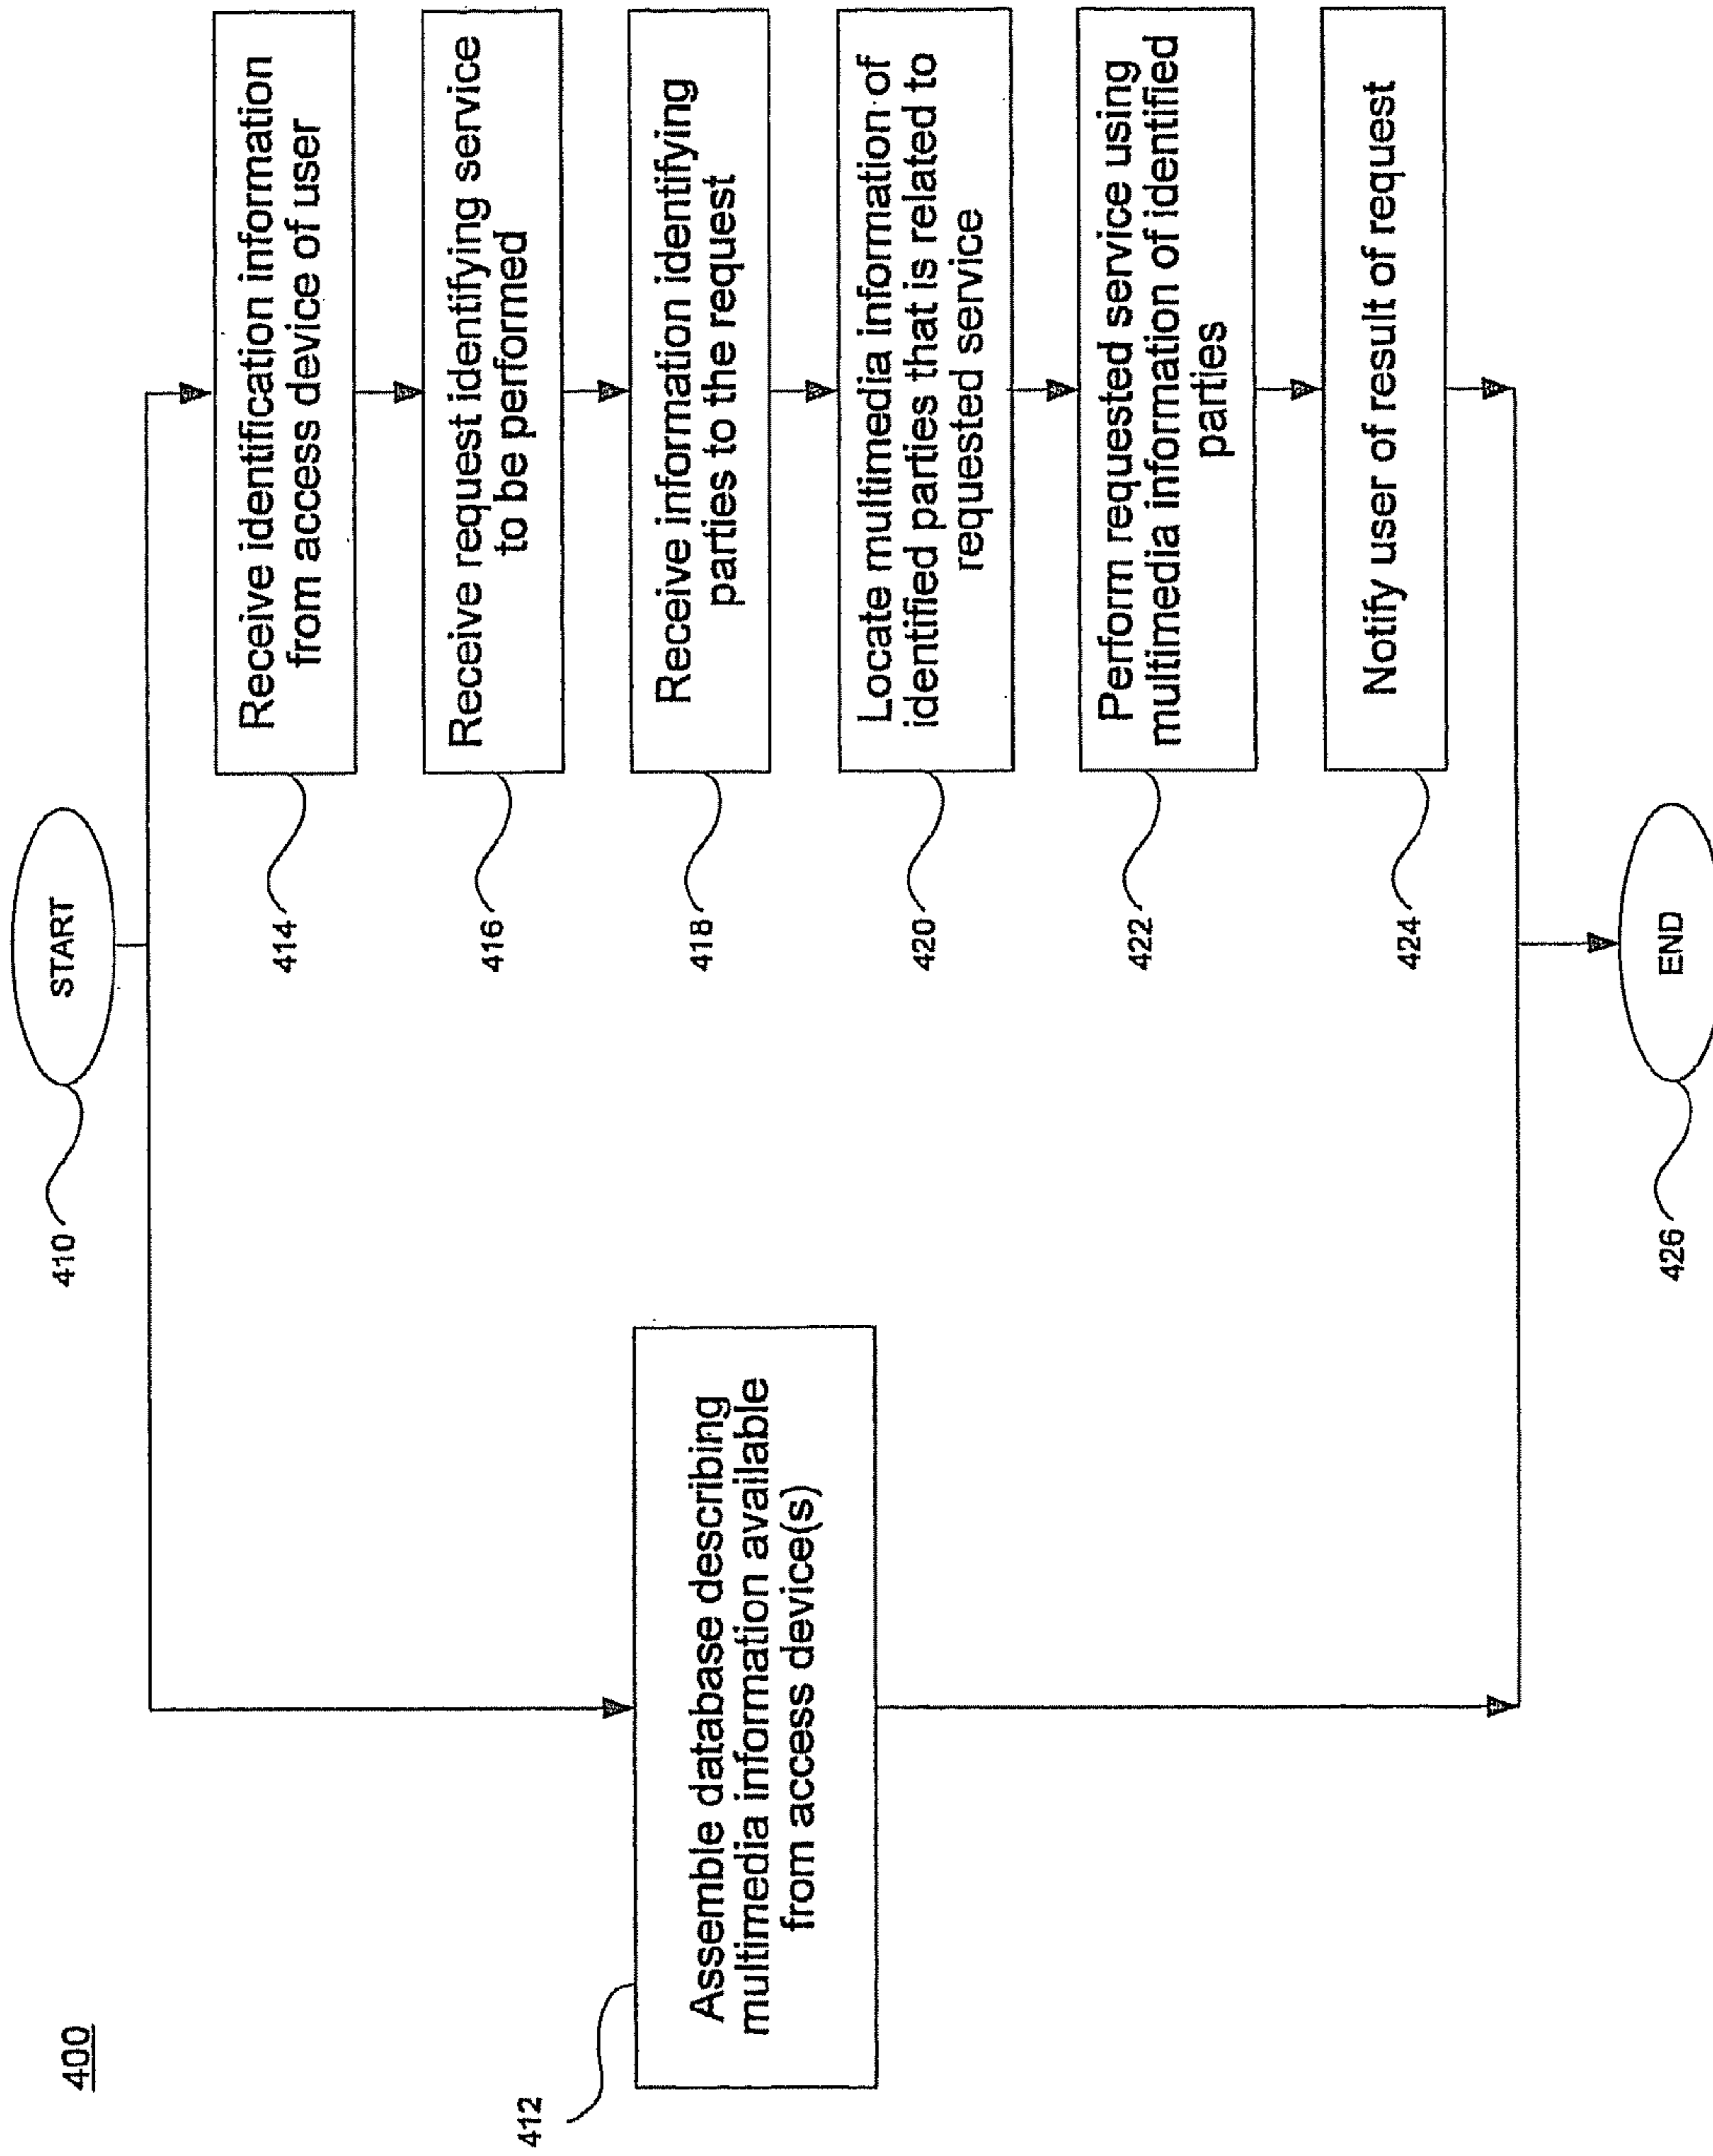 400
START
410
Assemble database describing
multimedia information available
from access device(s)
412
Receive identification information
from access device of user
414
Receive request identifying service
to be performed
416
Receive information identifying
parties to the request
418
Locate multimedia information of
identified parties that is related to
requested service
420
Perform requested service using
multimedia information of identified
parties
422
Notify user of result of request
424
END
426